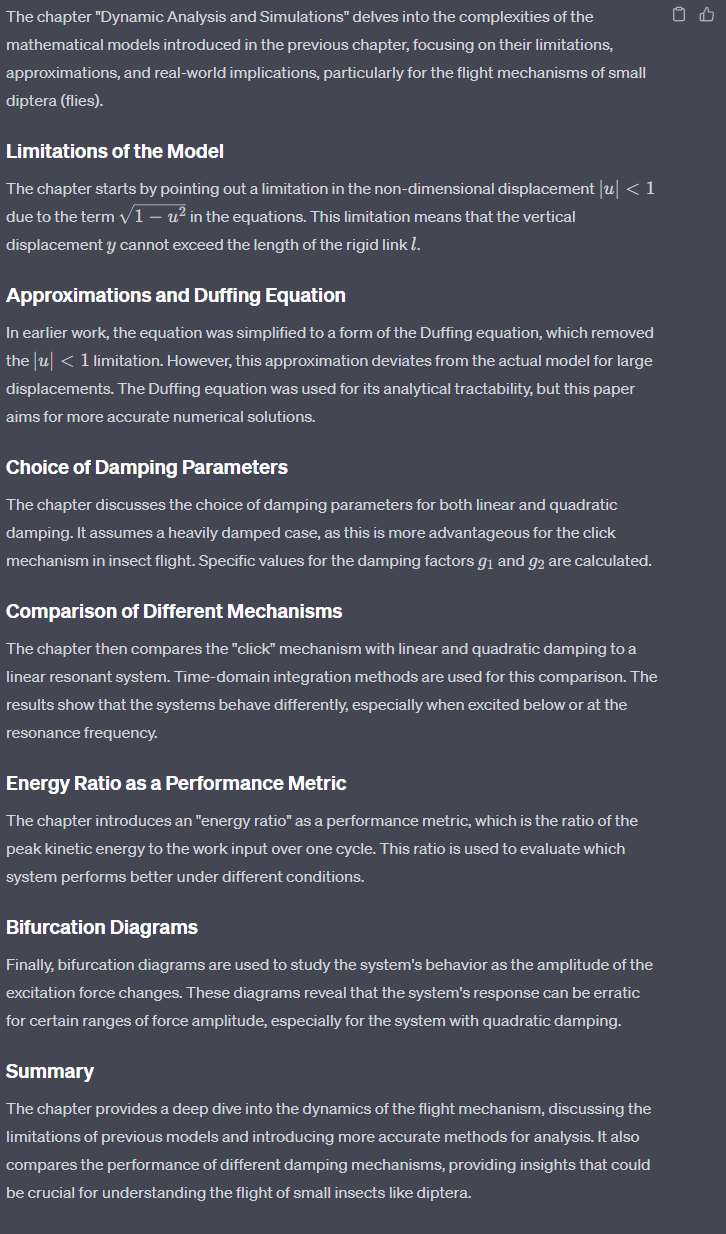 The chapter "Dynamic Analysis and Simulations" delves into the complexities of the
mathematical models introduced in the previous chapter, focusing on their limitations,
approximations, and real-world implications, particularly for the flight mechanisms of small
diptera (flies).
Limitations of the Model
The chapter starts by pointing out a limitation in the non-dimensional displacement |u| < 1
due to the term √(1 − u²) in the equations. This limitation means that the vertical
displacement y cannot exceed the length of the rigid link l.
Approximations and Duffing Equation
In earlier work, the equation was simplified to a form of the Duffing equation, which removed
the |u| < 1 limitation. However, this approximation deviates from the actual model for large
displacements. The Duffing equation was used for its analytical tractability, but this paper
aims for more accurate numerical solutions.
Choice of Damping Parameters
The chapter discusses the choice of damping parameters for both linear and quadratic
damping. It assumes a heavily damped case, as this is more advantageous for the click
mechanism in insect flight. Specific values for the damping factors g₁ and g₂ are calculated.
Comparison of Different Mechanisms
The chapter then compares the "click" mechanism with linear and quadratic damping to a
linear resonant system. Time-domain integration methods are used for this comparison. The
results show that the systems behave differently, especially when excited below or at the
resonance frequency.
Energy Ratio as a Performance Metric
The chapter introduces an "energy ratio" as a performance metric, which is the ratio of the
peak kinetic energy to the work input over one cycle. This ratio is used to evaluate which
system performs better under different conditions.
Bifurcation Diagrams
Finally, bifurcation diagrams are used to study the system's behavior as the amplitude of the
excitation force changes. These diagrams reveal that the system's response can be erratic
for certain ranges of force amplitude, especially for the system with quadratic damping.
Summary
The chapter provides a deep dive into the dynamics of the flight mechanism, discussing the
limitations of previous models and introducing more accurate methods for analysis. It also
compares the performance of different damping mechanisms, providing insights that could
be crucial for understanding the flight of small insects like diptera.